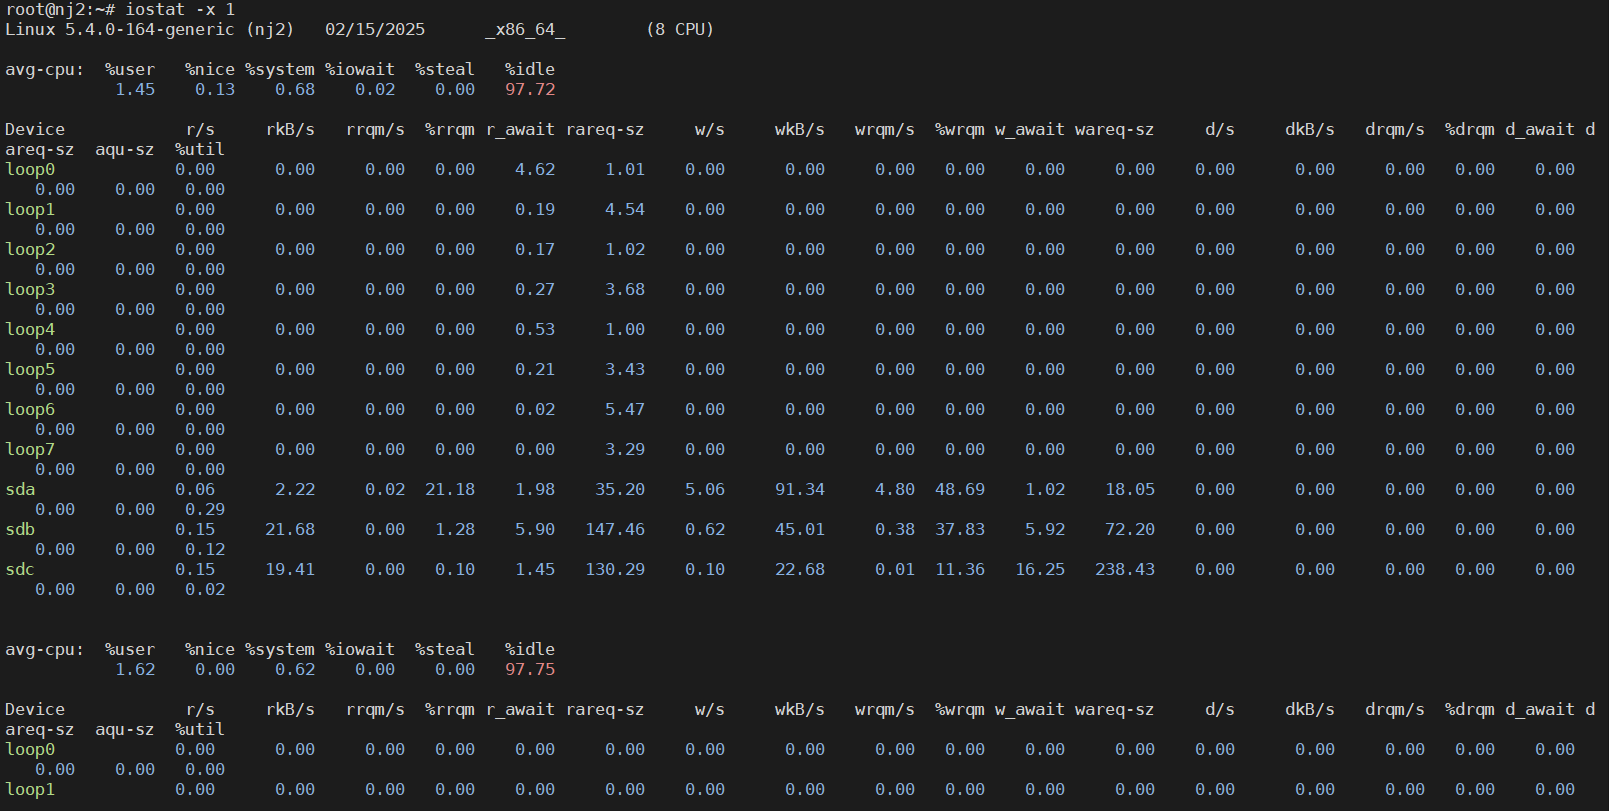 root@nj2:~# iostat -x 1
Linux 5.4.0-164-generic (nj2)   02/15/2025      _x86_64_        (8 CPU)
avg-cpu:  %user   %nice %system %iowait  %steal   %idle
           1.45    0.13    0.68    0.02    0.00   97.72
Device            r/s     rkB/s   rrqm/s  %rrqm r_await rareq-sz     w/s     wkB/s   wrqm/s  %wrqm w_await wareq-sz     d/s     dkB/s   drqm/s  %drqm d_await d
areq-sz  aqu-sz  %util
loop0            0.00      0.00     0.00   0.00    4.62     1.01    0.00      0.00     0.00   0.00    0.00     0.00    0.00      0.00     0.00   0.00    0.00
   0.00    0.00   0.00
loop1            0.00      0.00     0.00   0.00    0.19     4.54    0.00      0.00     0.00   0.00    0.00     0.00    0.00      0.00     0.00   0.00    0.00
   0.00    0.00   0.00
loop2            0.00      0.00     0.00   0.00    0.17     1.02    0.00      0.00     0.00   0.00    0.00     0.00    0.00      0.00     0.00   0.00    0.00
   0.00    0.00   0.00
loop3            0.00      0.00     0.00   0.00    0.27     3.68    0.00      0.00     0.00   0.00    0.00     0.00    0.00      0.00     0.00   0.00    0.00
   0.00    0.00   0.00
loop4            0.00      0.00     0.00   0.00    0.53     1.00    0.00      0.00     0.00   0.00    0.00     0.00    0.00      0.00     0.00   0.00    0.00
   0.00    0.00   0.00
loop5            0.00      0.00     0.00   0.00    0.21     3.43    0.00      0.00     0.00   0.00    0.00     0.00    0.00      0.00     0.00   0.00    0.00
   0.00    0.00   0.00
loop6            0.00      0.00     0.00   0.00    0.02     5.47    0.00      0.00     0.00   0.00    0.00     0.00    0.00      0.00     0.00   0.00    0.00
   0.00    0.00   0.00
loop7            0.00      0.00     0.00   0.00    0.00     3.29    0.00      0.00     0.00   0.00    0.00     0.00    0.00      0.00     0.00   0.00    0.00
   0.00    0.00   0.00
sda              0.06      2.22     0.02  21.18    1.98    35.20    5.06     91.34     4.80  48.69    1.02    18.05    0.00      0.00     0.00   0.00    0.00
   0.00    0.00   0.29
sdb              0.15     21.68     0.00   1.28    5.90   147.46    0.62     45.01     0.38  37.83    5.92    72.20    0.00      0.00     0.00   0.00    0.00
   0.00    0.00   0.12
sdc              0.15     19.41     0.00   0.10    1.45   130.29    0.10     22.68     0.01  11.36   16.25   238.43    0.00      0.00     0.00   0.00    0.00
   0.00    0.00   0.02
avg-cpu:  %user   %nice %system %iowait  %steal   %idle
           1.62    0.00    0.62    0.00    0.00   97.75
Device            r/s     rkB/s   rrqm/s  %rrqm r_await rareq-sz     w/s     wkB/s   wrqm/s  %wrqm w_await wareq-sz     d/s     dkB/s   drqm/s  %drqm d_await d
areq-sz  aqu-sz  %util
loop0            0.00      0.00     0.00   0.00    0.00     0.00    0.00      0.00     0.00   0.00    0.00     0.00    0.00      0.00     0.00   0.00    0.00
   0.00    0.00   0.00
loop1            0.00      0.00     0.00   0.00    0.00     0.00    0.00      0.00     0.00   0.00    0.00     0.00    0.00      0.00     0.00   0.00    0.00